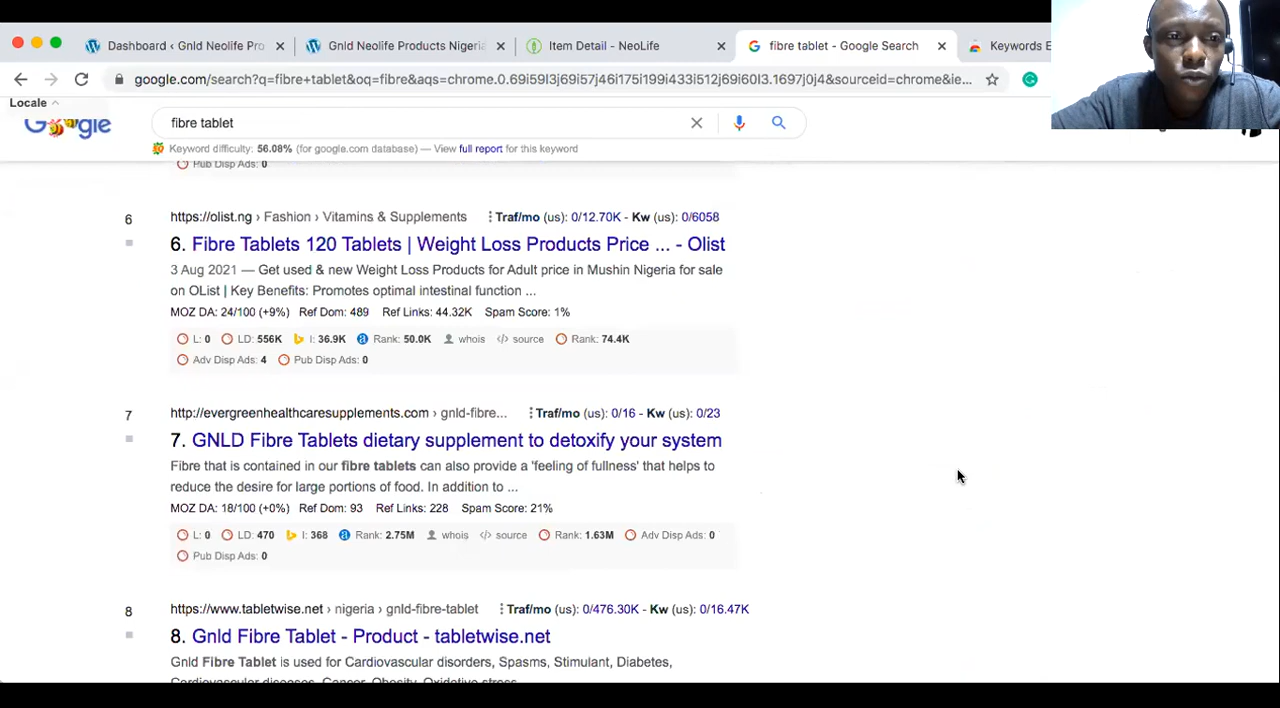 Dashboard ‹ Gnld Neolife Pro
Gnld Neolife Products Nigeria
Item Detail - NeoLife
fibre tablet - Google Search
Keywords E
google.com/search?q=fibre+tablet&oq=fibre&aqs=chrome.0.69i59l3j69i57j46i175i199i433i512j69i60l3.1697j0j4&sourceid=chrome&ie...
Locale
fibre tablet
Keyword difficulty: 56.08% (for google.com database) — View full report for this keyword
Pub Disp Ads: 0
6
https://olist.ng › Fashion › Vitamins & Supplements Traf/mo (us): 0/12.70K - Kw (us): 0/6058
6. Fibre Tablets 120 Tablets | Weight Loss Products Price ... - Olist
3 Aug 2021 — Get used & new Weight Loss Products for Adult price in Mushin Nigeria for sale
on OList | Key Benefits: Promotes optimal intestinal function ...
MOZ DA: 24/100 (+9%) Ref Dom: 489 Ref Links: 44.32K Spam Score: 1%
L: 0 LD: 556K I: 36.9K Rank: 50.0K whois source Rank: 74.4K
Adv Disp Ads: 4 Pub Disp Ads: 0
7
http://evergreenhealthcaresupplements.com › gnld-fibre... Traf/mo (us): 0/16 - Kw (us): 0/23
7. GNLD Fibre Tablets dietary supplement to detoxify your system
Fibre that is contained in our fibre tablets can also provide a 'feeling of fullness' that helps to
reduce the desire for large portions of food. In addition to ...
MOZ DA: 18/100 (+0%) Ref Dom: 93 Ref Links: 228 Spam Score: 21%
L: 0 LD: 470 I: 368 Rank: 2.75M whois source Rank: 1.63M Adv Disp Ads: 0
Pub Disp Ads: 0
8
https://www.tabletwise.net › nigeria › gnld-fibre-tablet Traf/mo (us): 0/476.30K - Kw (us): 0/16.47K
8. Gnld Fibre Tablet - Product - tabletwise.net
Gnld Fibre Tablet is used for Cardiovascular disorders, Spasms, Stimulant, Diabetes,
Cardiovascular diseases, Cancer, Obesity, Oxidative stress